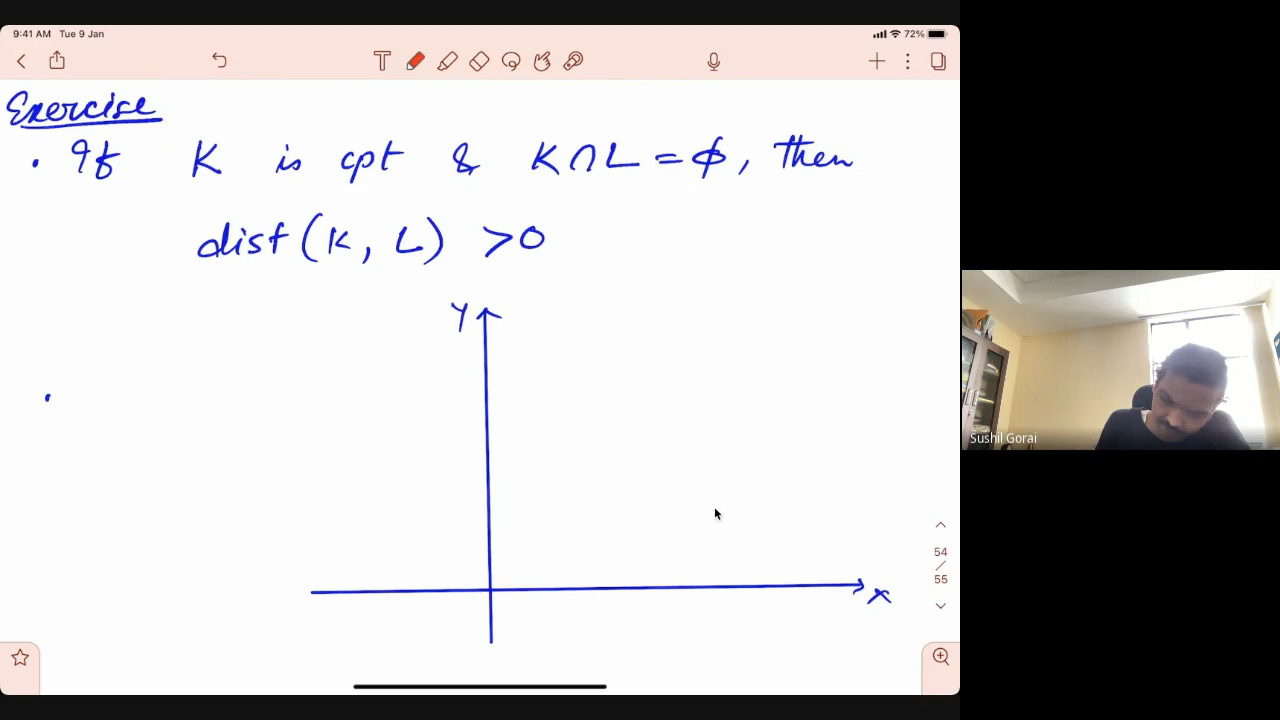 9:41 AM Tue 9 Jan
72%
Exercise
. If K is cpt & K∩L = ϕ, then
dist(K, L) >0
Y
.
x
54
/
55
Sushil Gorai
T